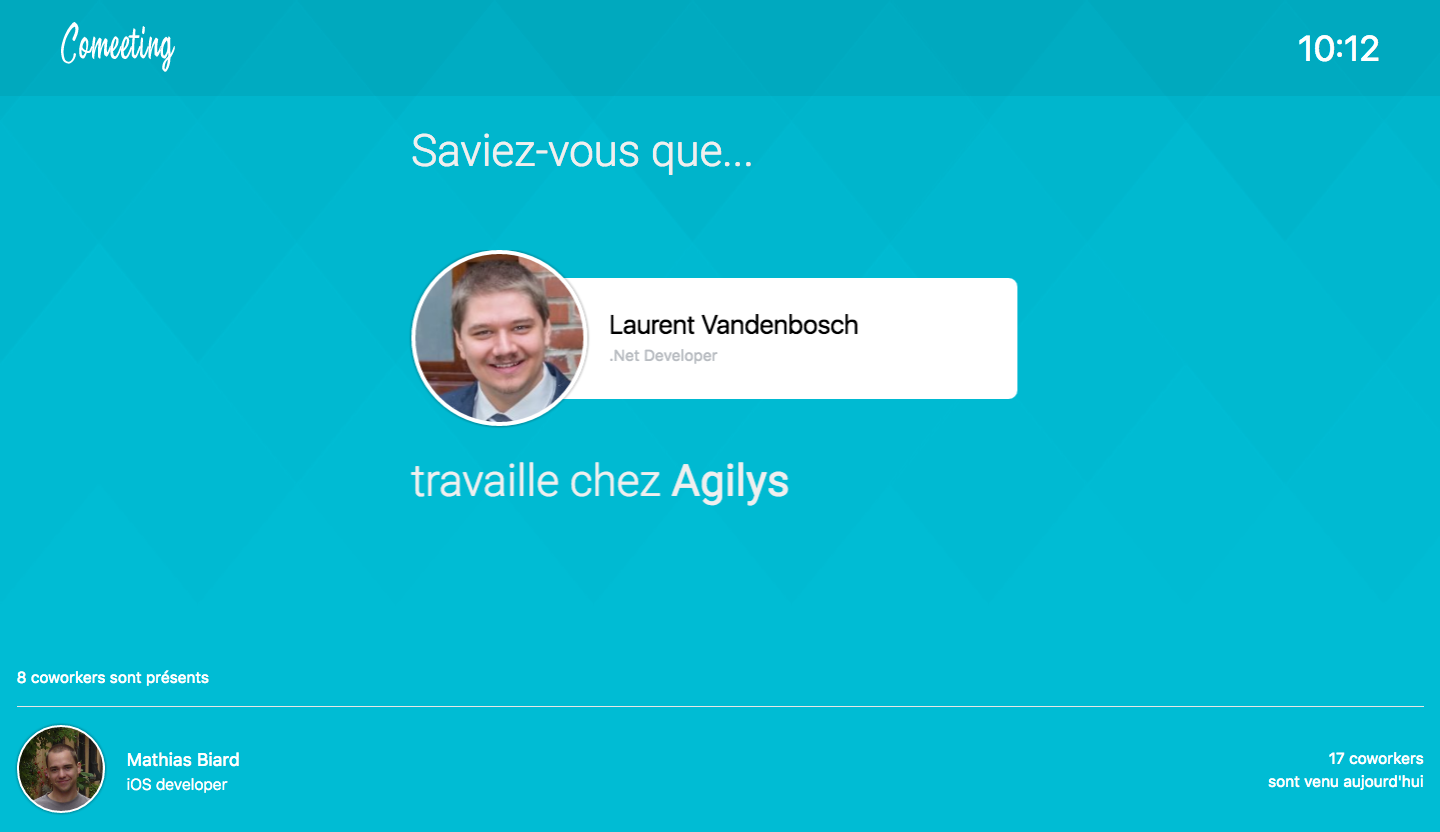 Comeeting
10:12
Saviez-vous que...
Laurent Vandenbosch
.Net Developer
travaille chez Agilys
8 coworkers sont présents
Mathias Biard
iOS developer
17 coworkers
sont venu aujourd'hui